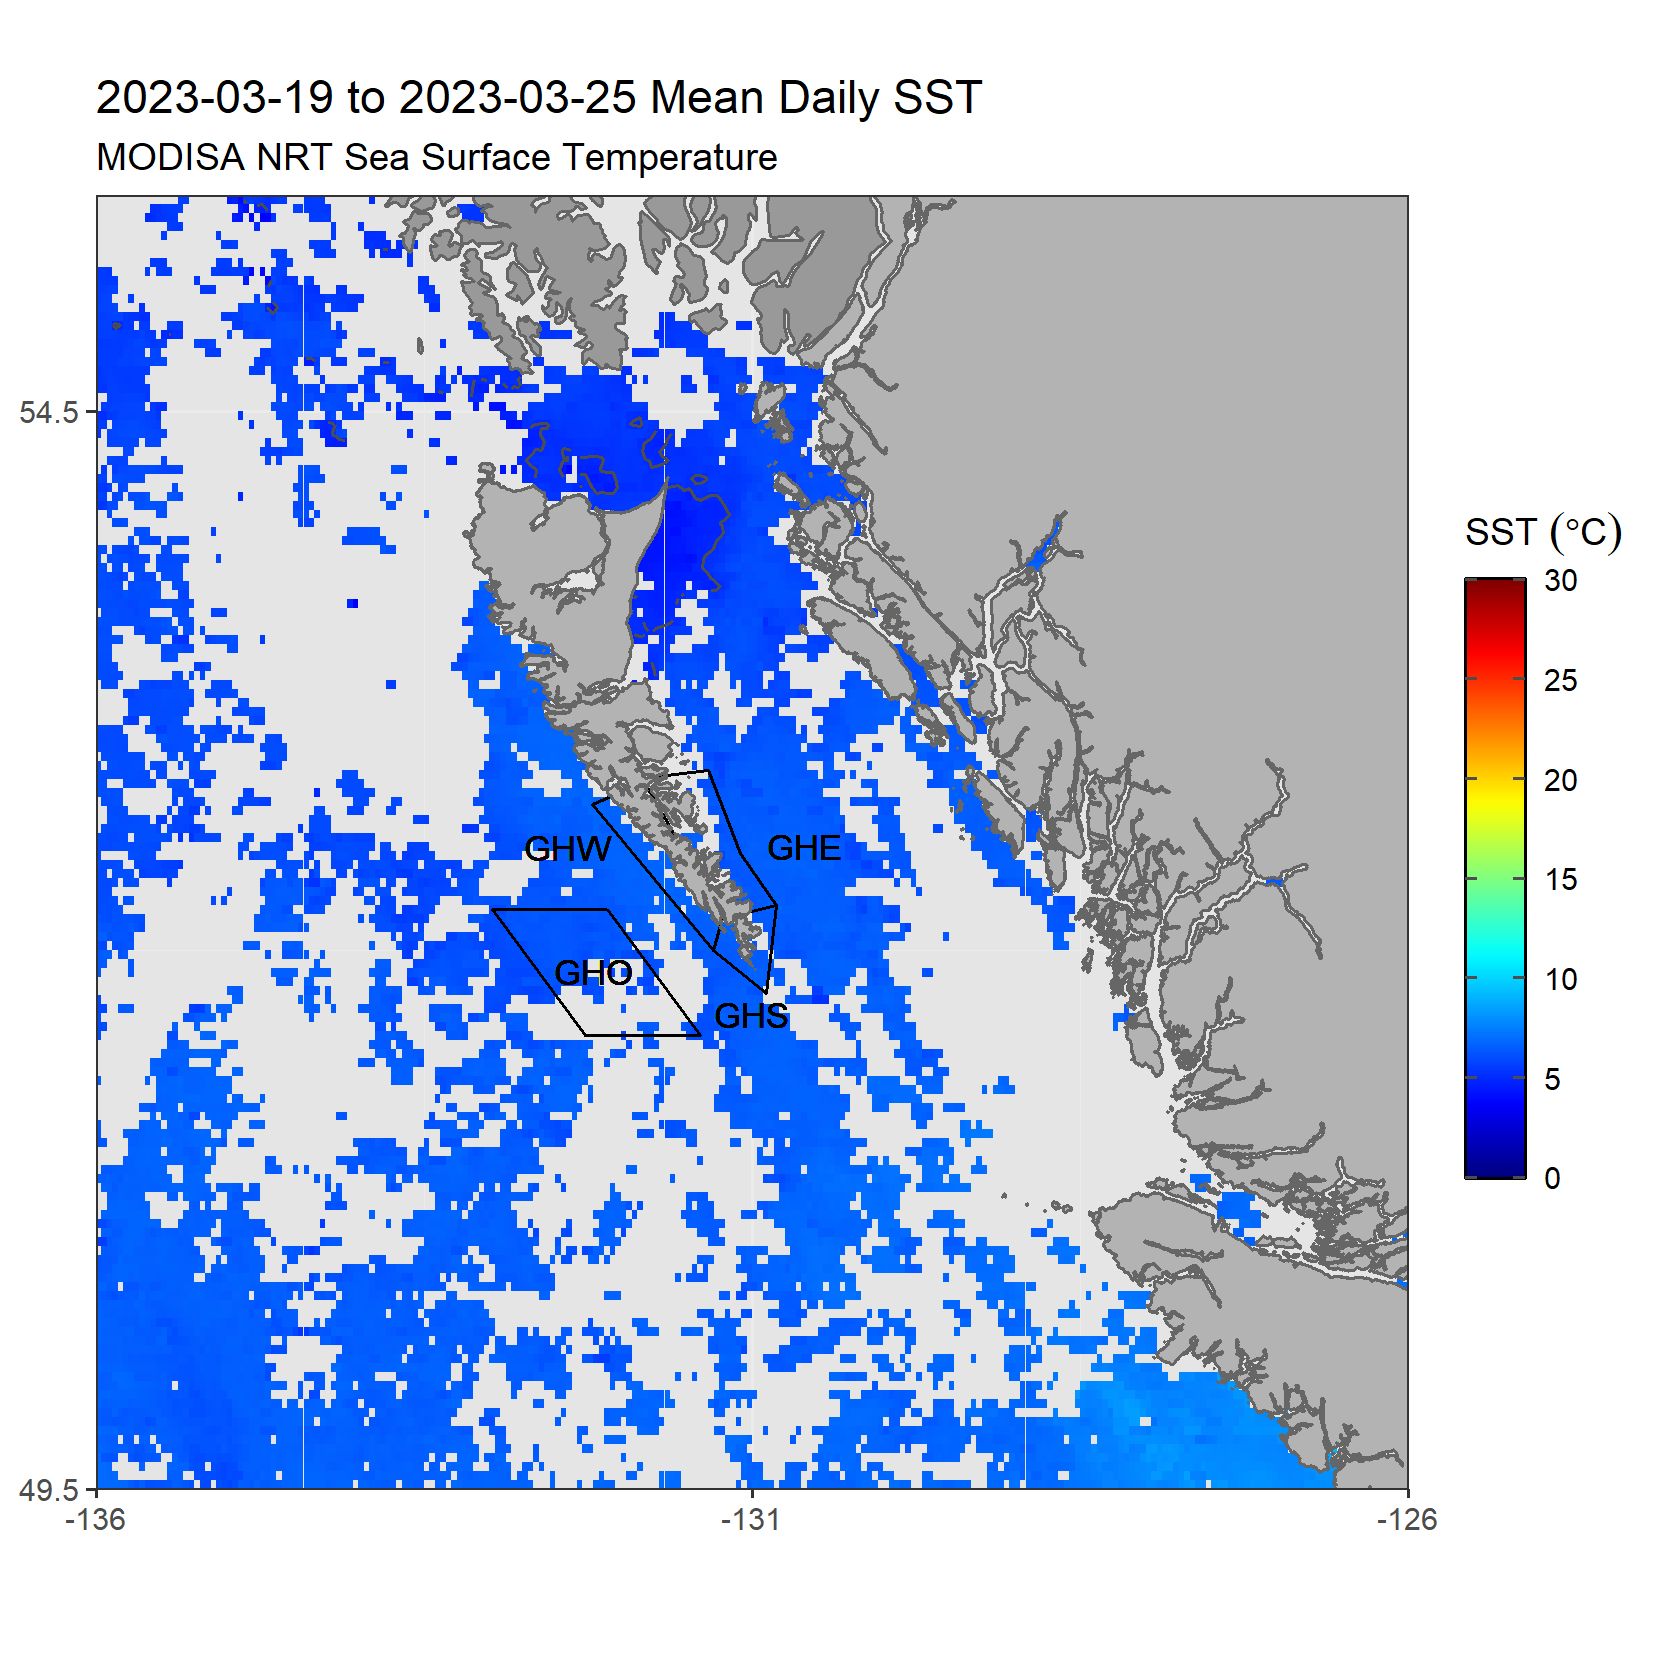 2023-03-19 to 2023-03-25 Mean Daily SST
MODISA NRT Sea Surface Temperature
54.5
49.5
-136
-131
-126
GHW
GHE
GHO
GHS
SST (°C)
30
25
20
15
10
5
0